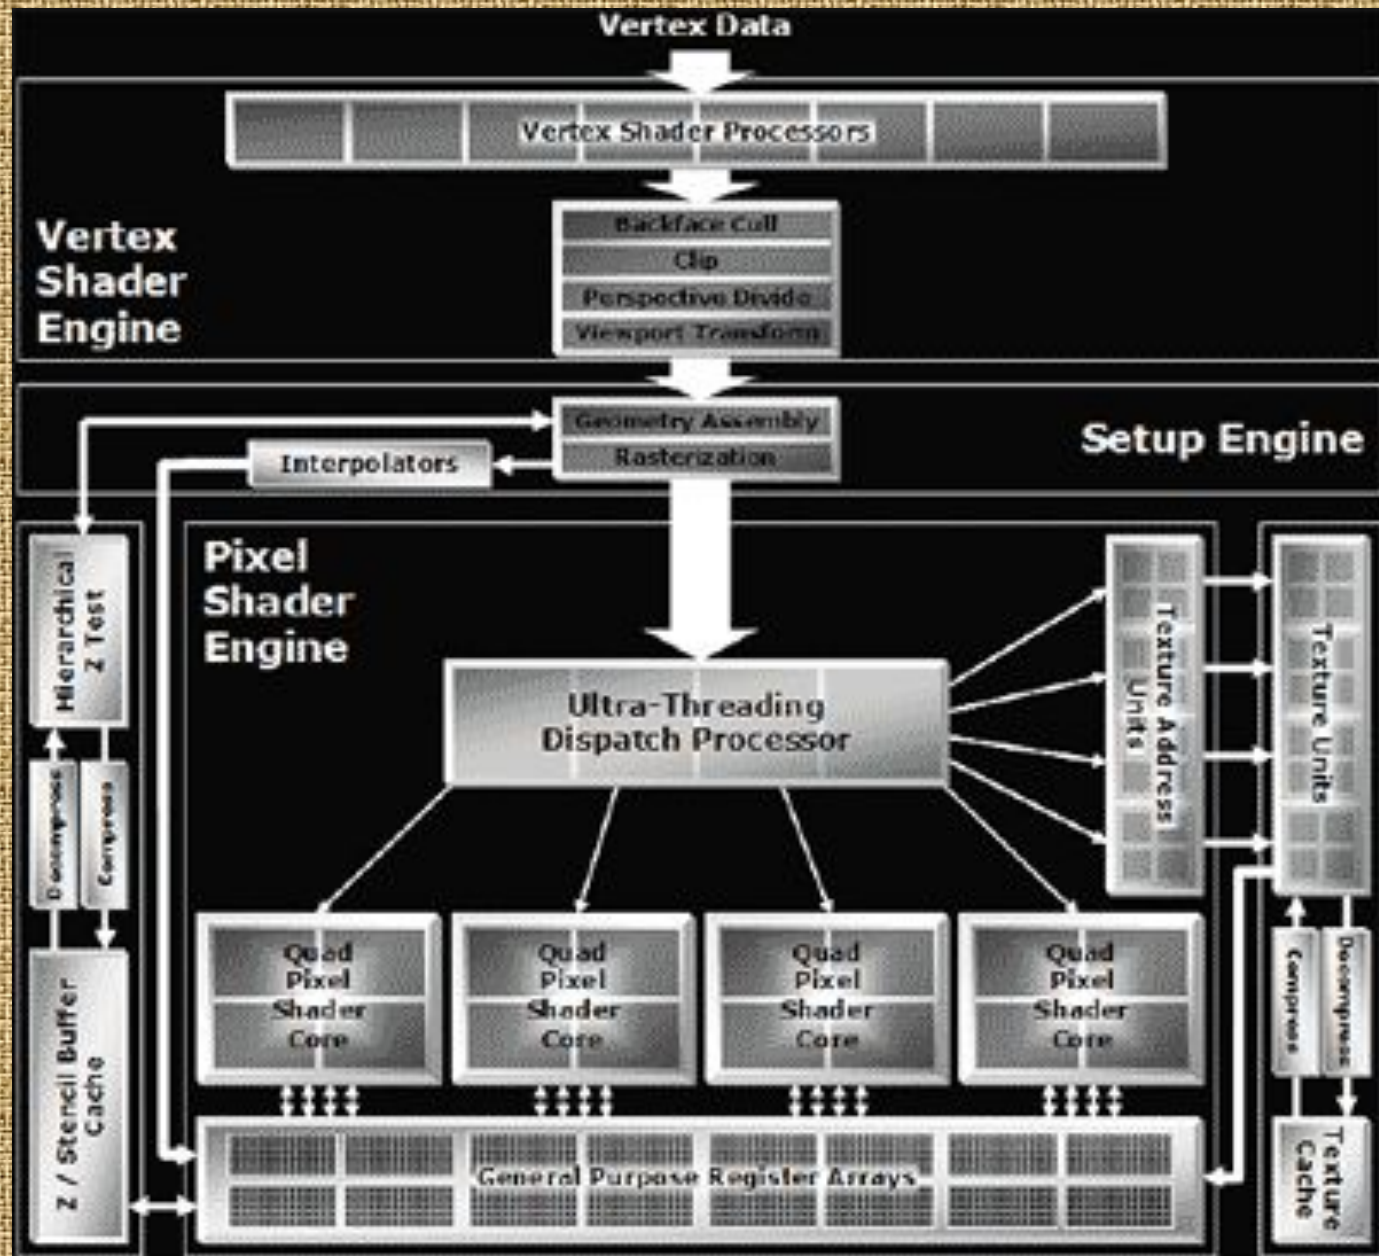 Vertex Data
Vertex Shader Processors
Vertex
Shader
Engine
Backface Cull
Clip
Perspective Divide
Viewport Transform
Geometry Assembly
Rasterization
Setup Engine
Interpolators
Pixel
Shader
Engine
Hierarchical
Z Test
Decompress
Compress
Z / Stencil Buffer
Cache
Ultra-Threading
Dispatch Processor
Texture Address
Units
Texture Units
Quad
Pixel
Shader
Core
Quad
Pixel
Shader
Core
Quad
Pixel
Shader
Core
Quad
Pixel
Shader
Core
Compress
Decompress
Texture
Cache
General Purpose Register Arrays